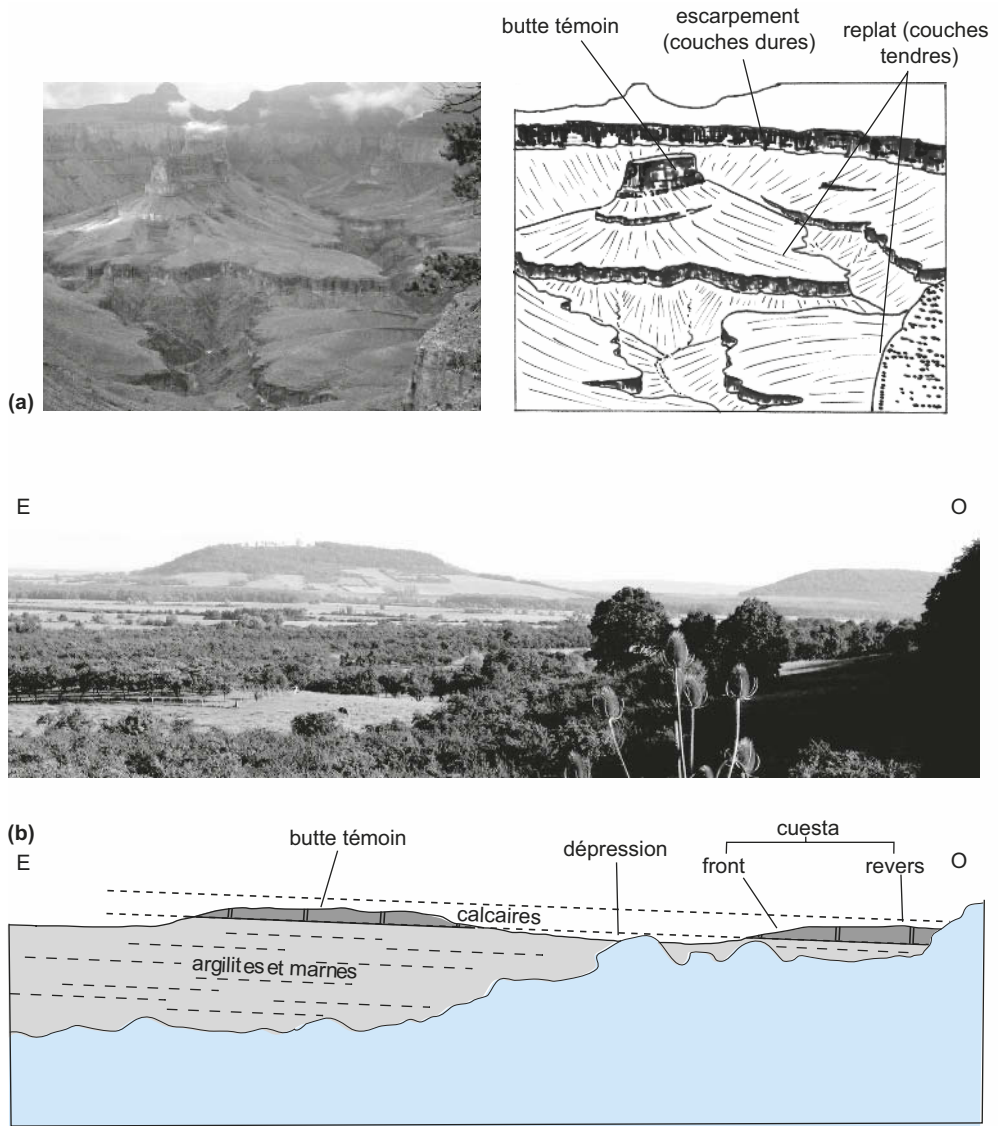 butte témoin
escarpement
(couches dures)
replat (couches
tendres)
(a)
E
O
(b)
E
butte témoin
dépression
cuesta
front
revers
O
calcaires
argilites et marnes